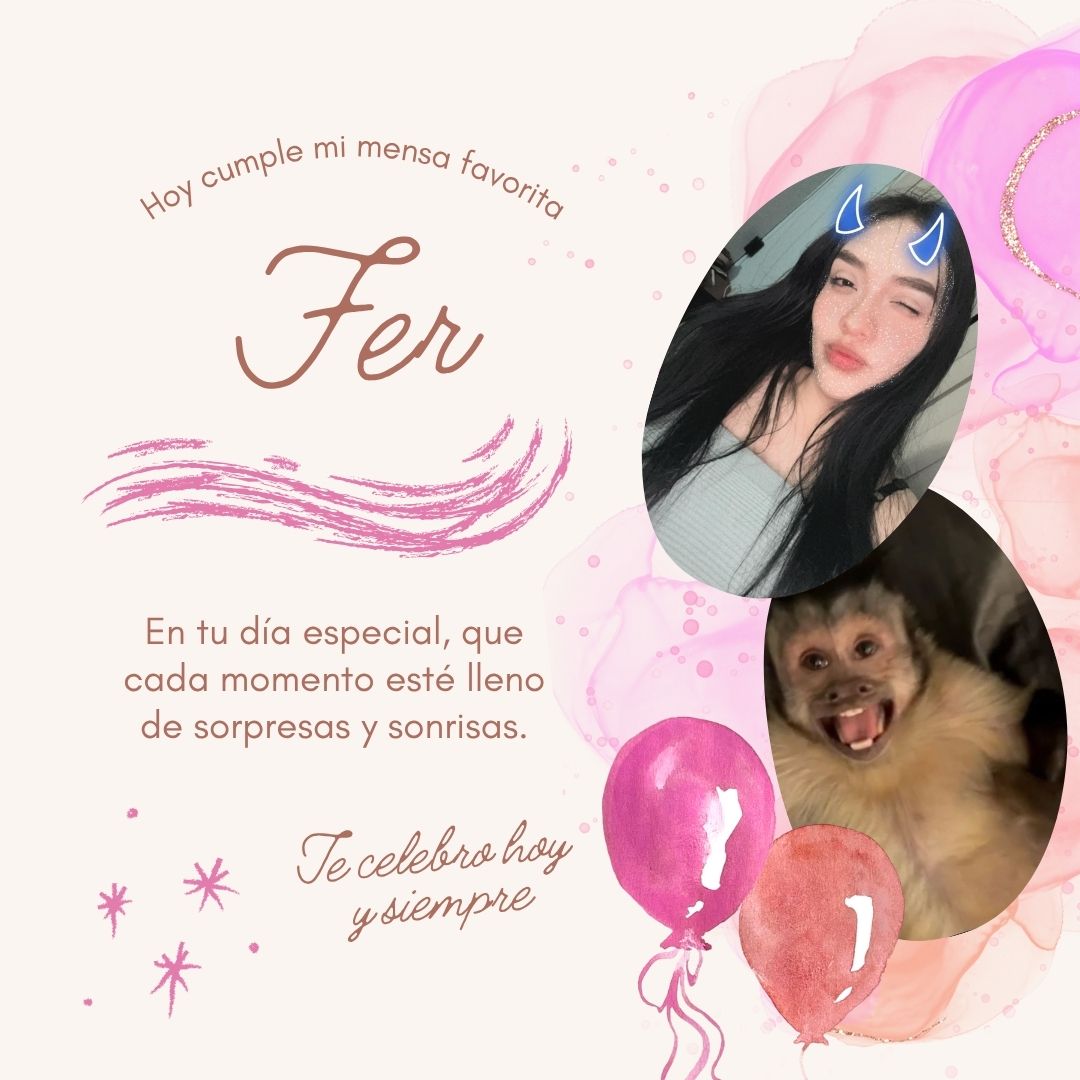 Hoy cumple mi mensa favorita
Fer
En tu día especial, que
cada momento esté lleno
de sorpresas y sonrisas.
Te celebro hoy
y siempre